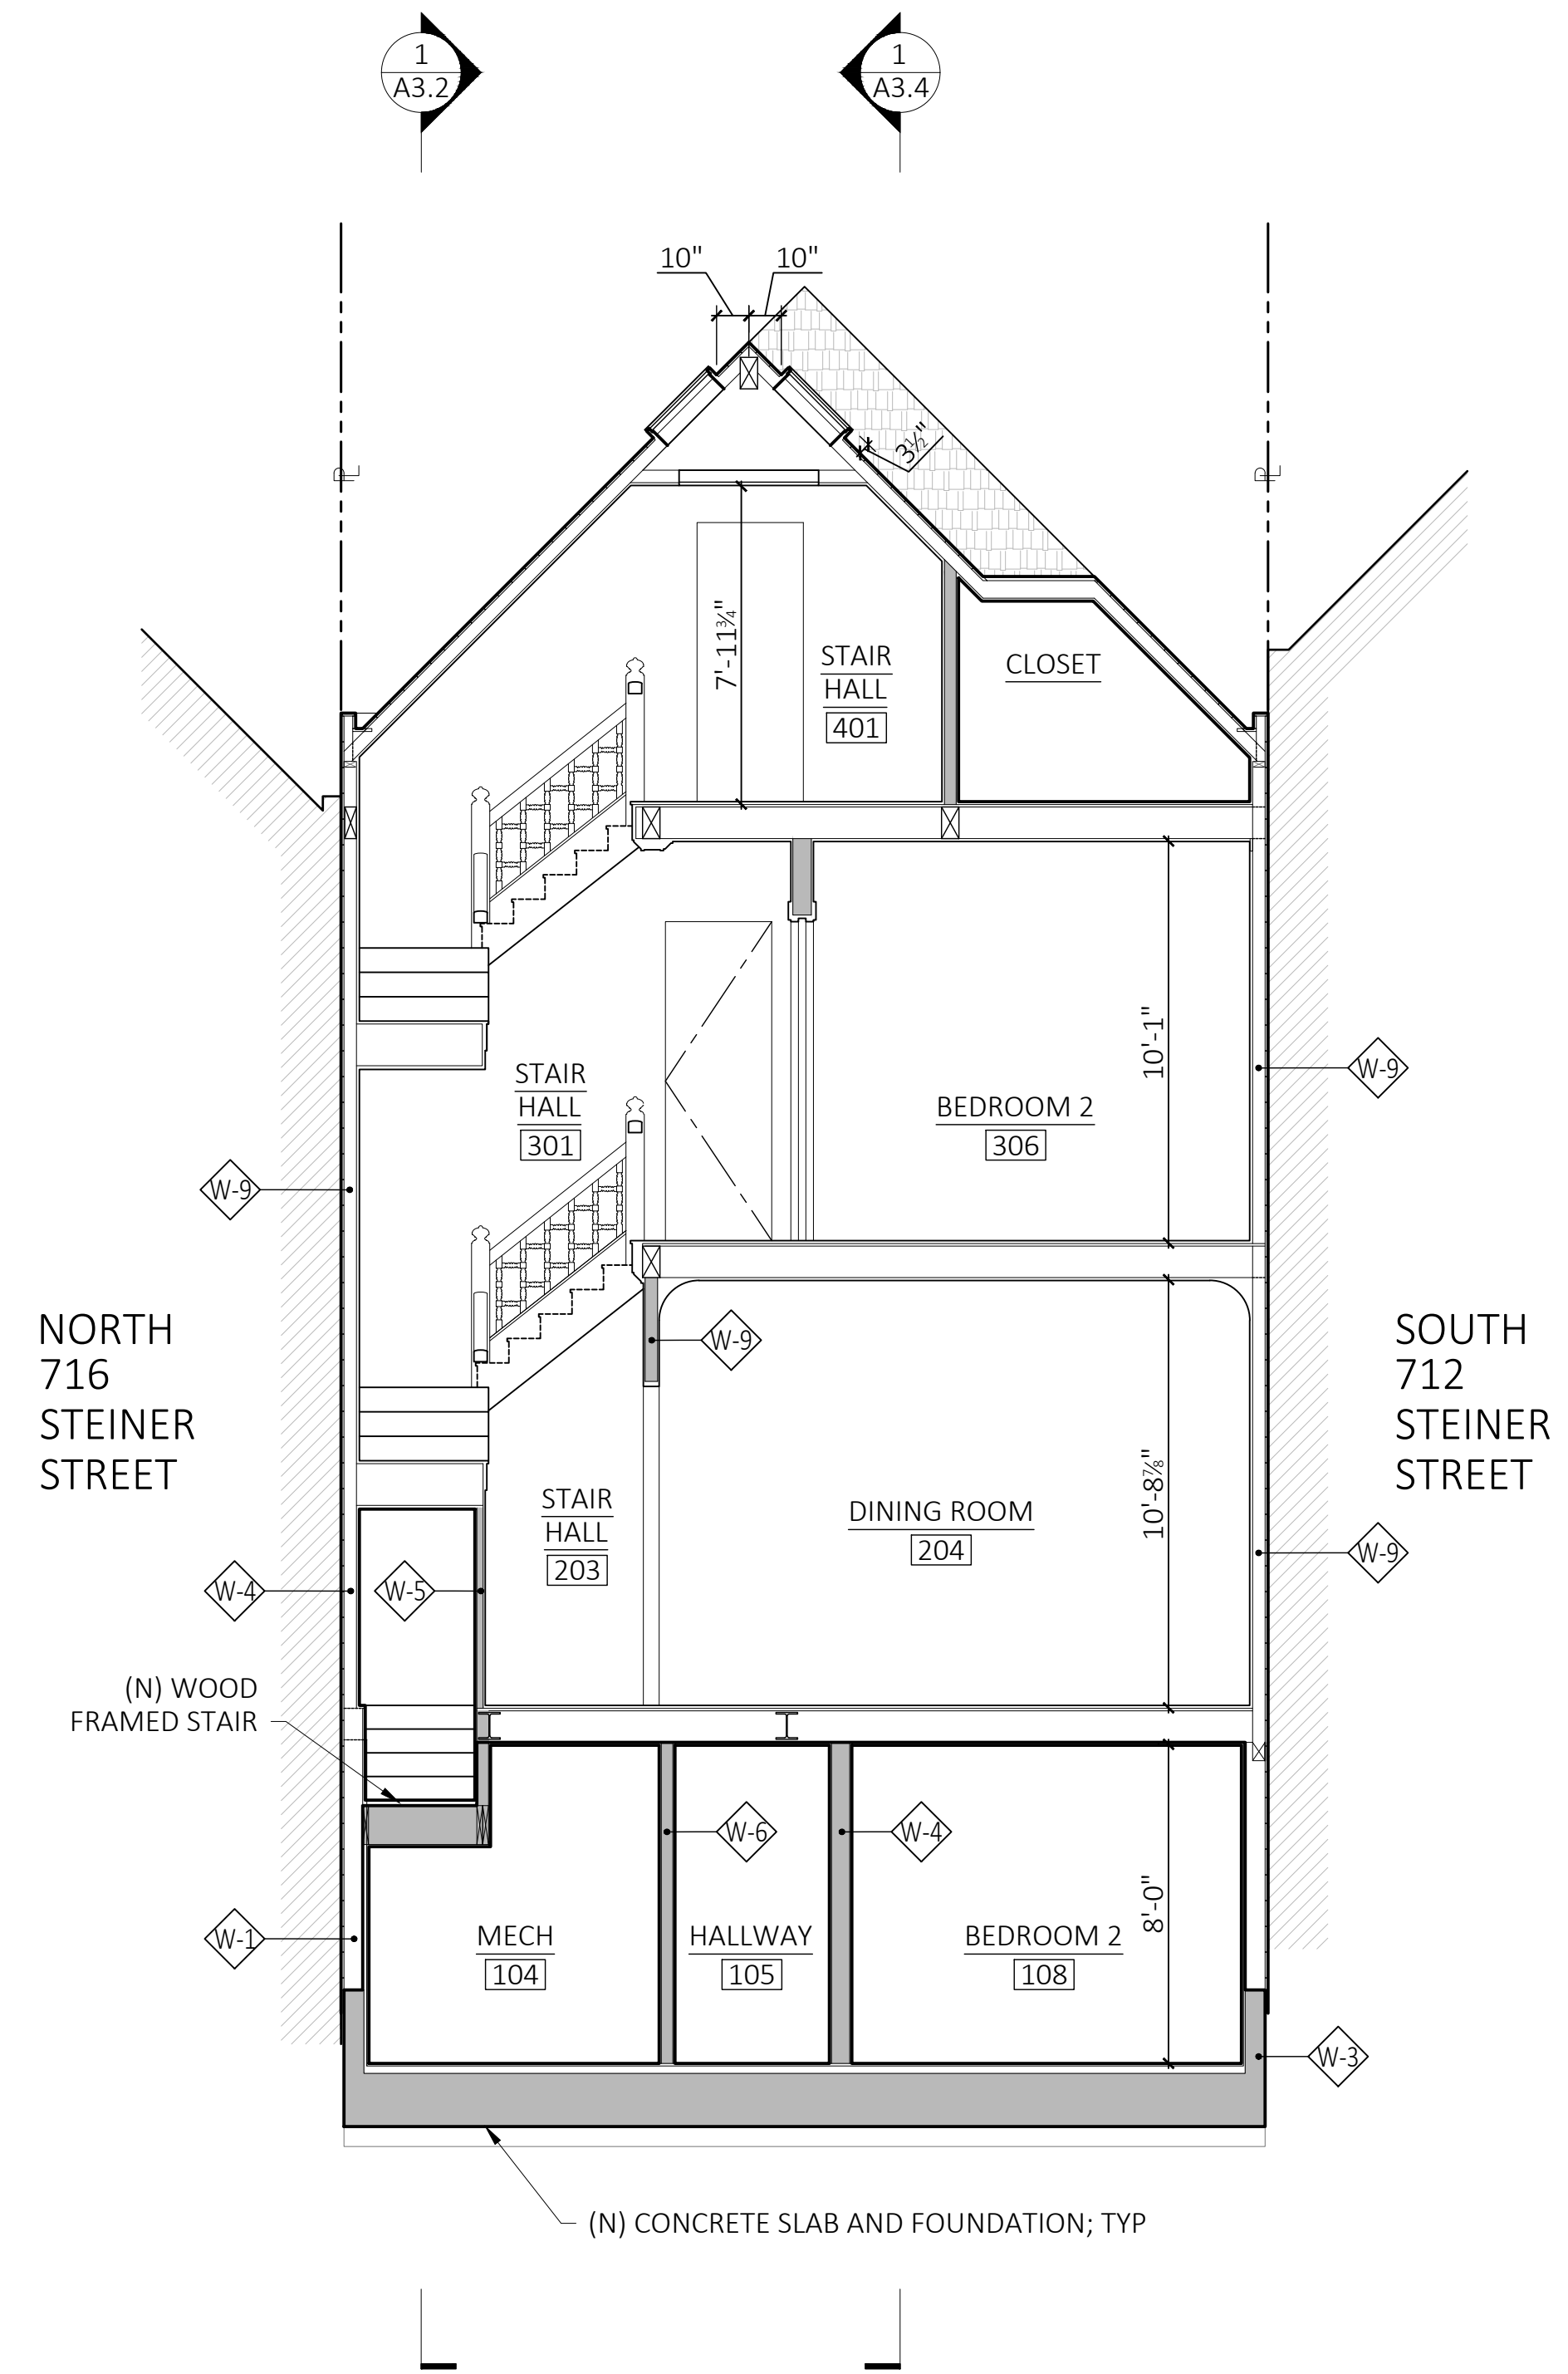 1
A3.2
1
A3.4
10"
10"
3½"
PL
PL
7'-11¾"
STAIR
HALL
401
CLOSET
10'-1"
STAIR
HALL
301
BEDROOM 2
306
W-9
W-9
W-9
NORTH
716
STEINER
STREET
SOUTH
712
STEINER
STREET
10'-8⅞"
STAIR
HALL
203
DINING ROOM
204
W-9
W-4
W-5
(N) WOOD
FRAMED STAIR
W-6
W-4
8'-0"
W-1
MECH
104
HALLWAY
105
BEDROOM 2
108
W-3
(N) CONCRETE SLAB AND FOUNDATION; TYP